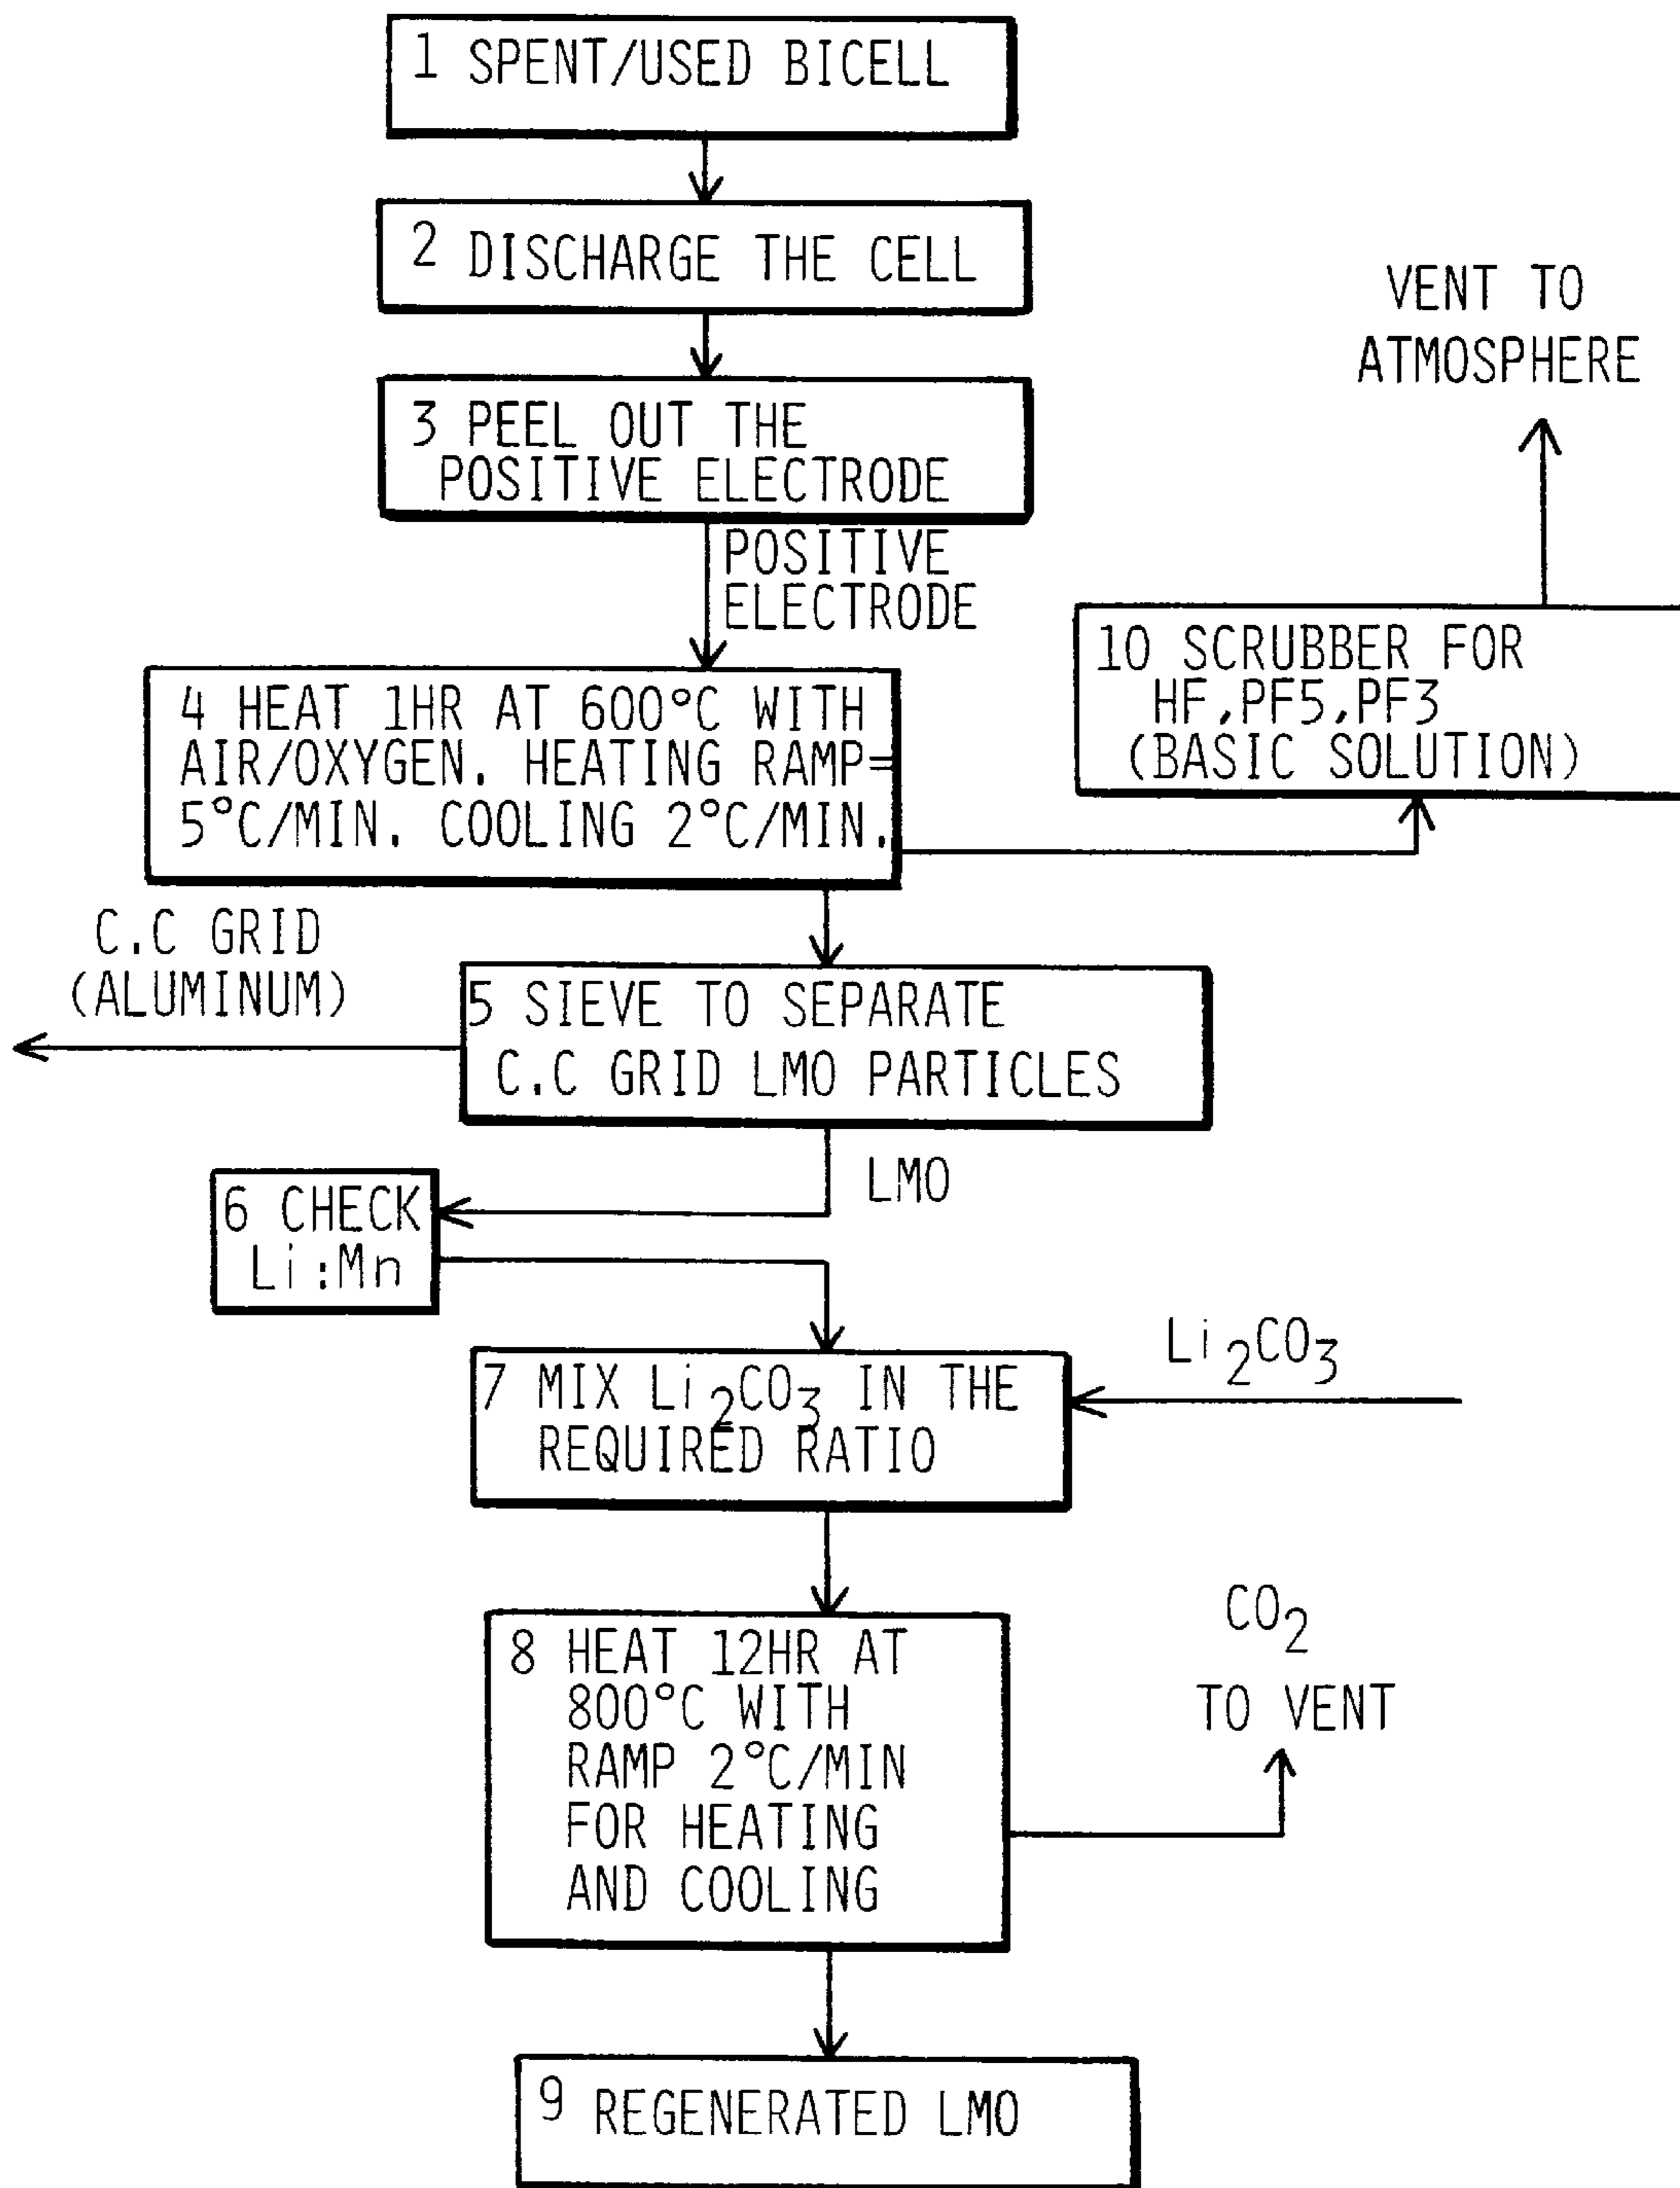 1 SPENT/USED BICELL
2 DISCHARGE THE CELL
VENT TO
ATMOSPHERE
3 PEEL OUT THE
POSITIVE ELECTRODE
POSITIVE
ELECTRODE
10 SCRUBBER FOR
HF,PF5,PF3
(BASIC SOLUTION)
4 HEAT 1HR AT 600°C WITH
AIR/OXYGEN. HEATING RAMP=
5°C/MIN. COOLING 2°C/MIN.
C.C GRID
(ALUMINUM)
5 SIEVE TO SEPARATE
C.C GRID LMO PARTICLES
LMO
6 CHECK
Li:Mn
Li₂CO₃
7 MIX Li₂CO₃ IN THE
REQUIRED RATIO
8 HEAT 12HR AT
800°C WITH
RAMP 2°C/MIN
FOR HEATING
AND COOLING
CO₂
TO VENT
9 REGENERATED LMO